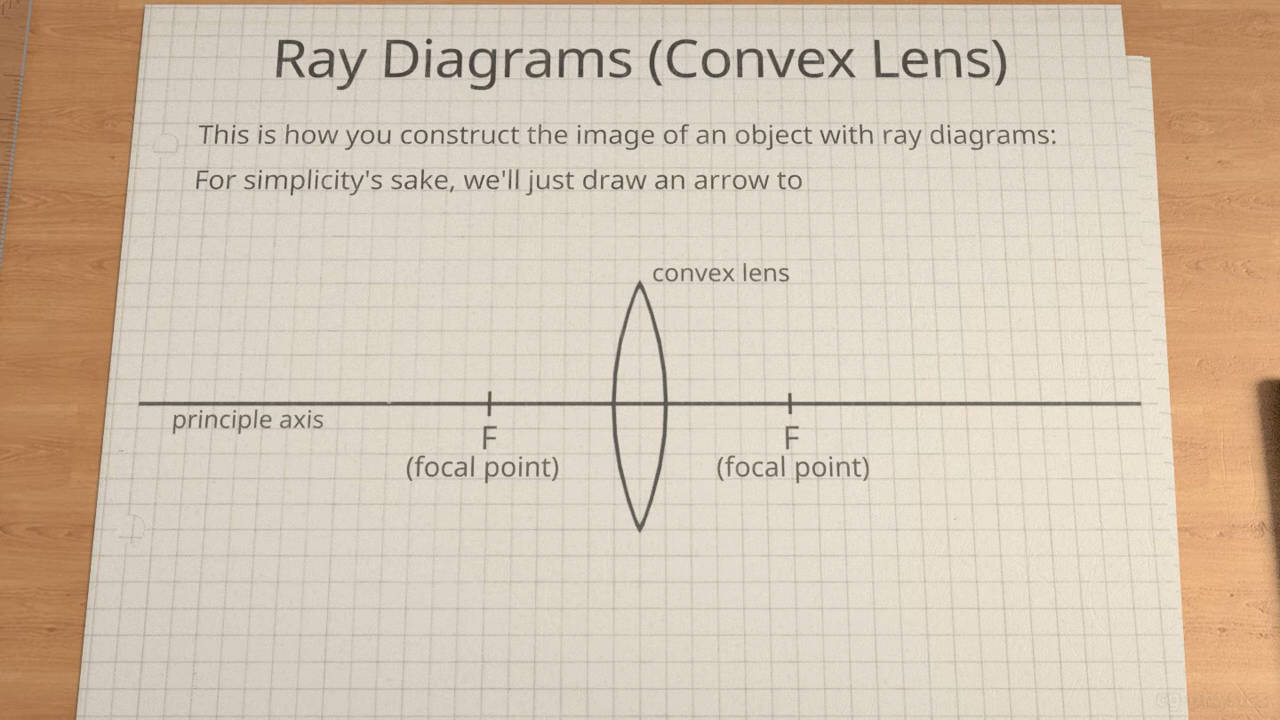 Ray Diagrams (Convex Lens)
This is how you construct the image of an object with ray diagrams:
For simplicity's sake, we'll just draw an arrow to
convex lens
principle axis
F
(focal point)
F
(focal point)